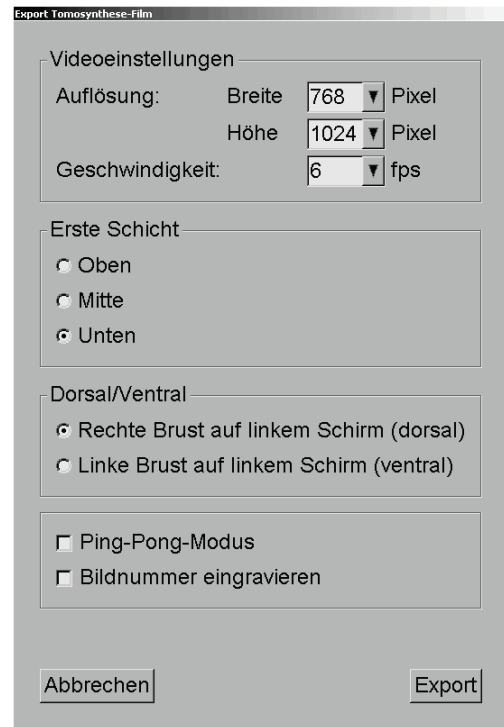 Export Tomosynthese-Film
Videoeinstellungen
Auflösung: Breite 768 Pixel
Höhe 1024 Pixel
Geschwindigkeit: 6 fps
Erste Schicht
Oben
Mitte
Unten
Dorsal/Ventral
Rechte Brust auf linkem Schirm (dorsal)
Linke Brust auf linkem Schirm (ventral)
Ping-Pong-Modus
Bildnummer eingravieren
Abbrechen Export